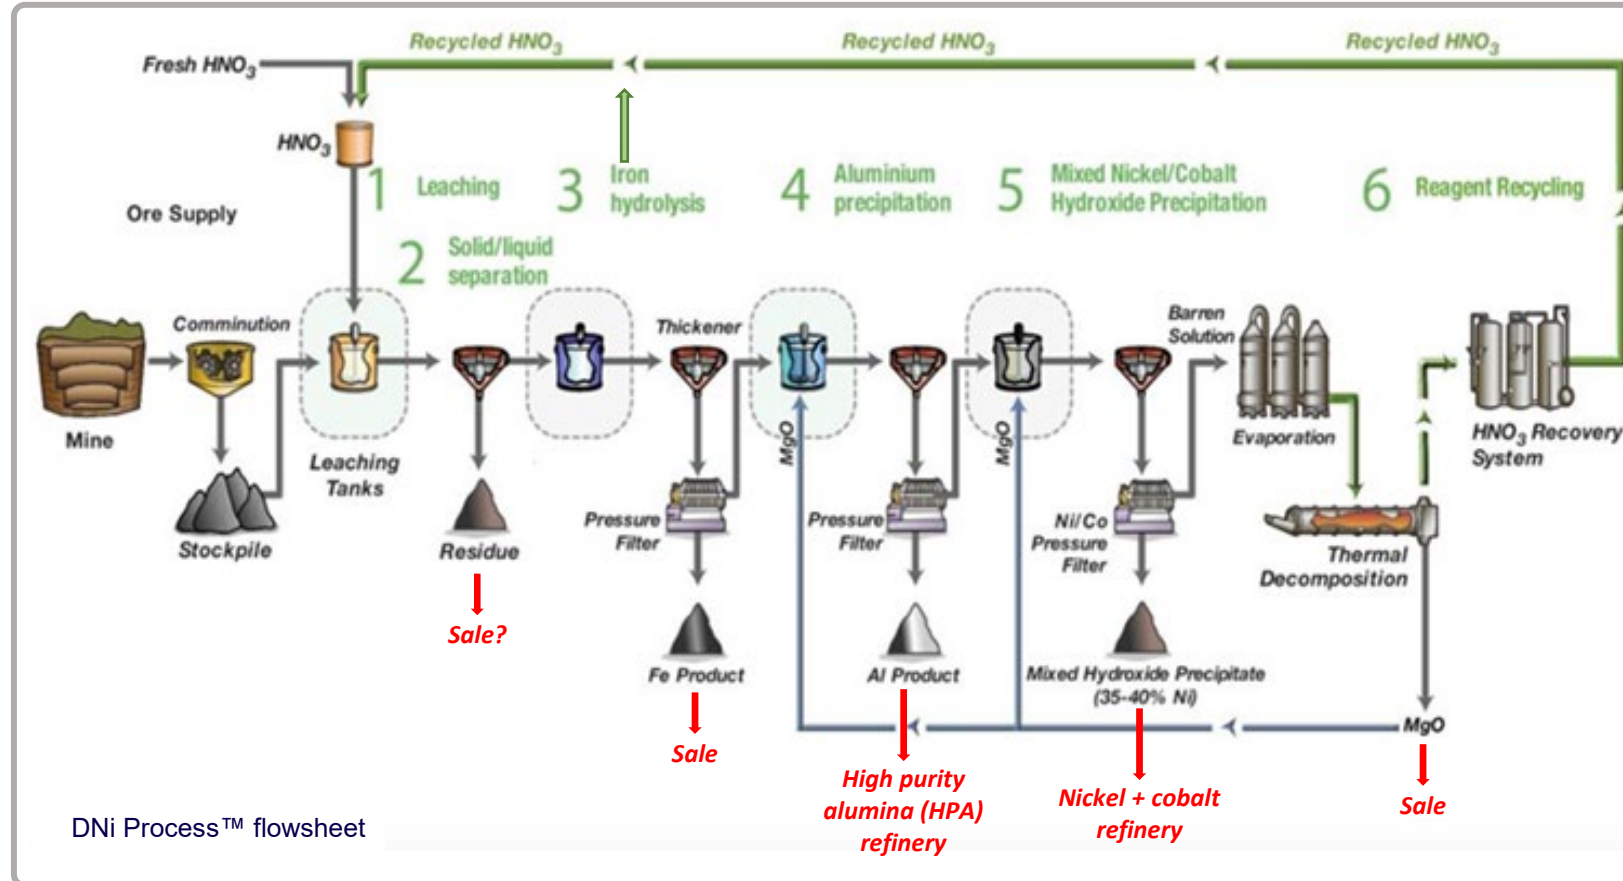 Recycled HNO3
Recycled HNO3
Recycled HNO3
Fresh HNO3
HNO3
1 Leaching
2 Solid/liquid
separation
3 Iron
hydrolysis
4 Aluminium
precipitation
5 Mixed Nickel/Cobalt
Hydroxide Precipitation
6 Reagent Recycling
Ore Supply
Mine
Comminution
Stockpile
Leaching
Tanks
Residue
Sale?
Thickener
Pressure
Filter
Fe Product
Sale
MgO
Pressure
Filter
Al Product
High purity
alumina (HPA)
refinery
MgO
Ni/Co
Pressure
Filter
Mixed Hydroxide Precipitate
(35-40% Ni)
Nickel + cobalt
refinery
Barren
Solution
Evaporation
Thermal
Decomposition
HNO3 Recovery
System
MgO
Sale
DNi Process™ flowsheet